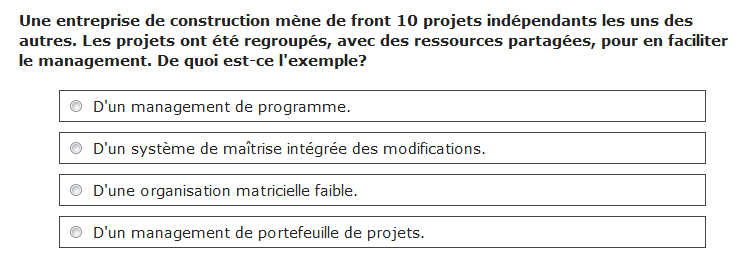 Une entreprise de construction mène de front 10 projets indépendants les uns des
autres. Les projets ont été regroupés, avec des ressources partagées, pour en faciliter
le management. De quoi est-ce l'exemple?
D'un management de programme.
D'un système de maîtrise intégrée des modifications.
D'une organisation matricielle faible.
D'un management de portefeuille de projets.